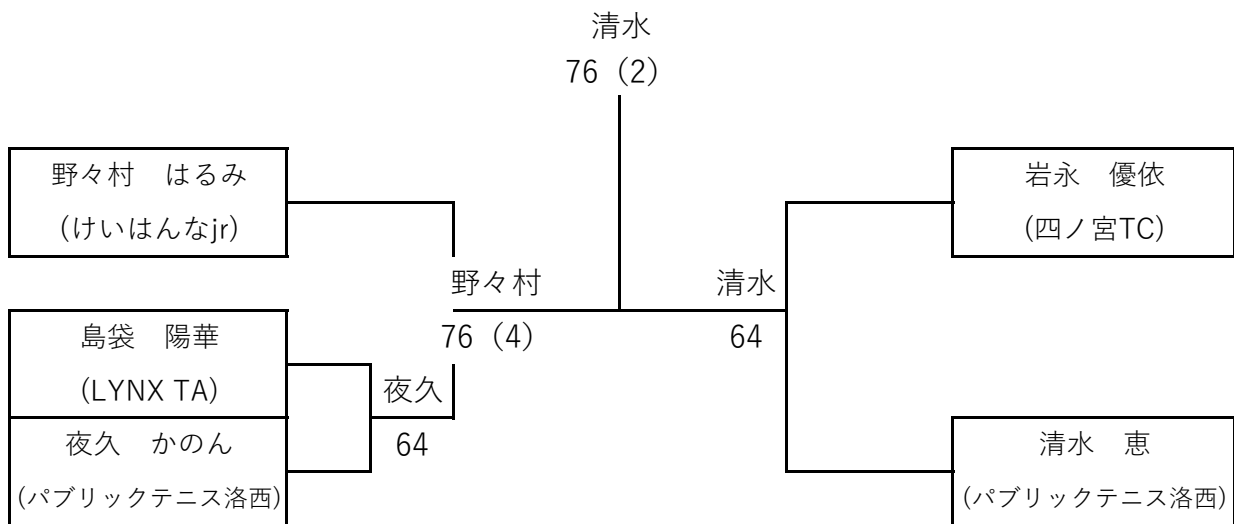 清水
76（2）
野々村　はるみ
(けいはんなjr)
岩永　優依
(四ノ宮TC)
野々村
76（4）
清水
64
島袋　陽華
(LYNX TA)
夜久
64
夜久　かのん
(パブリックテニス洛西)
清水　恵
(パブリックテニス洛西)